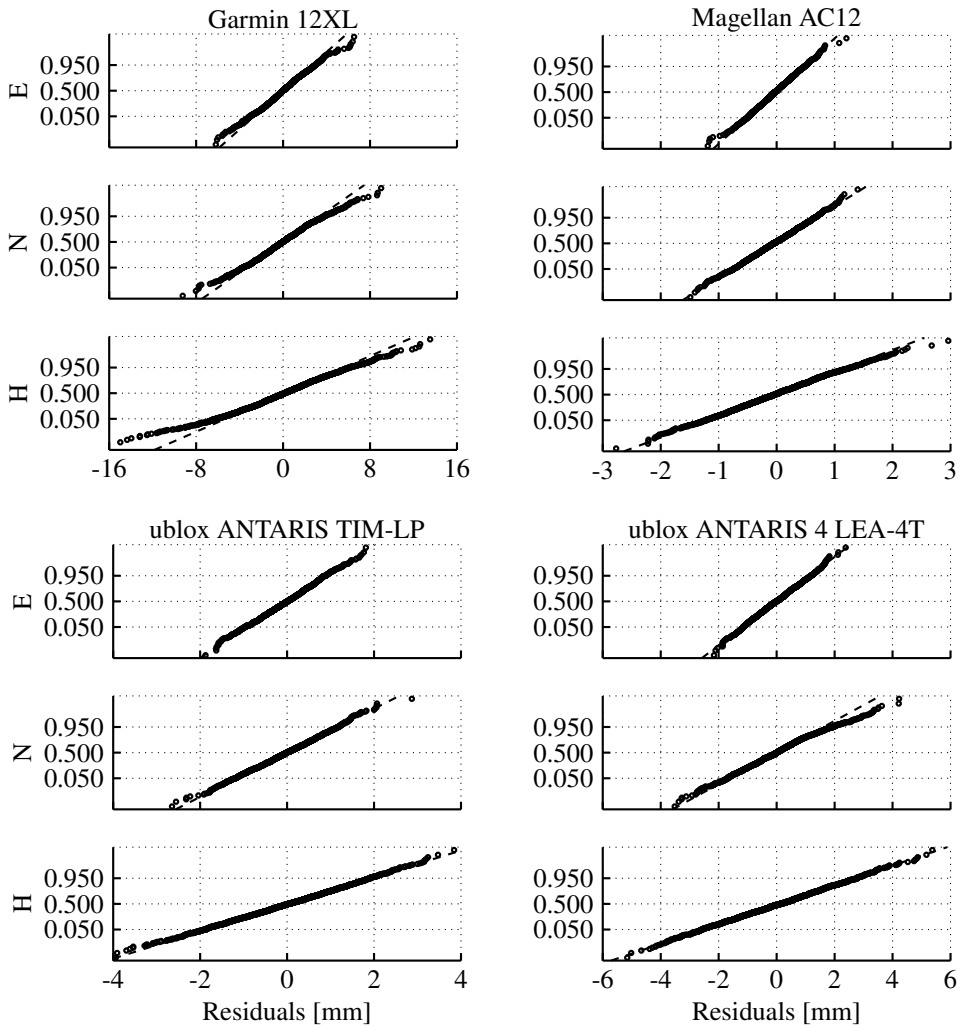 Garmin 12XL
Magellan AC12
E
0.950
0.500
0.050
N
0.950
0.500
0.050
H
0.950
0.500
0.050
-16 -8 0 8 16
0.950
0.500
0.050
0.950
0.500
0.050
0.950
0.500
0.050
-3 -2 -1 0 1 2 3
ublox ANTARIS TIM-LP
ublox ANTARIS 4 LEA-4T
E
0.950
0.500
0.050
N
0.950
0.500
0.050
H
0.950
0.500
0.050
-4 -2 0 2 4
Residuals [mm]
0.950
0.500
0.050
0.950
0.500
0.050
0.950
0.500
0.050
-6 -4 -2 0 2 4 6
Residuals [mm]